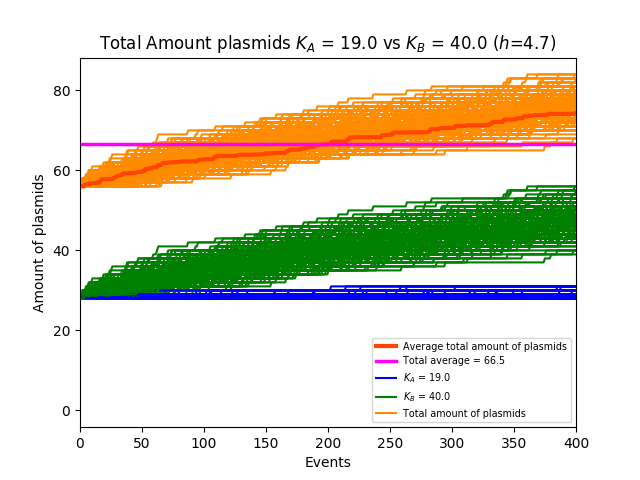 Total Amount plasmids K_A = 19.0 vs K_B = 40.0 (h=4.7)
80
60
40
20
0
Amount of plasmids
0 50 100 150 200 250 300 350 400
Events
Average total amount of plasmids
Total average = 66.5
K_A = 19.0
K_B = 40.0
Total amount of plasmids